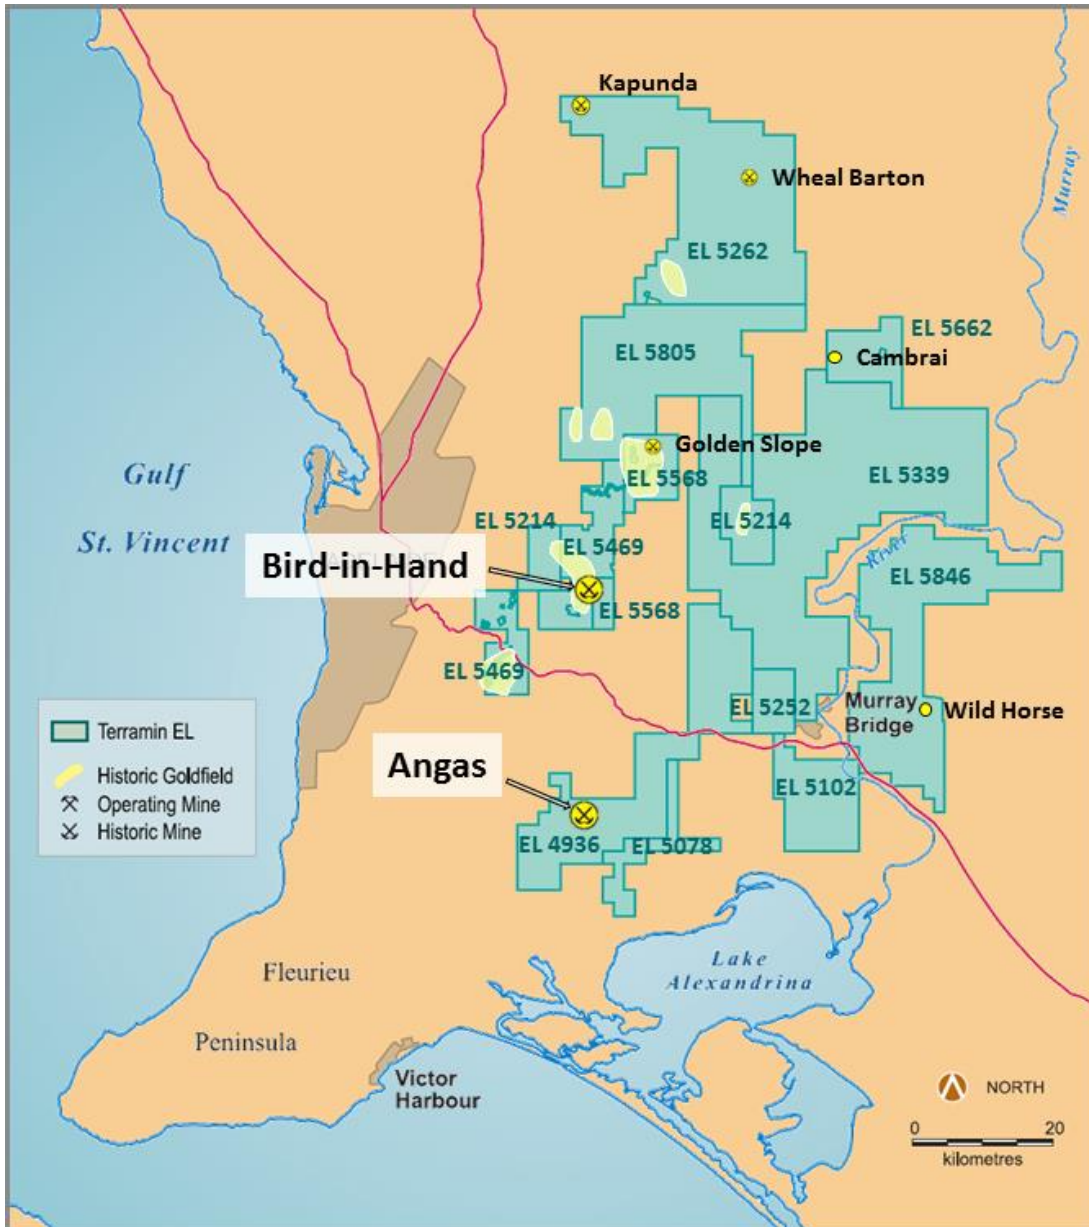 Kapunda
Wheal Barton
Murray
EL 5262
EL 5662
EL 5805
Cambrai
Golden Slope
Gulf
St. Vincent
EL 5568
EL 5339
EL 5214
EL 5214
EL 5469
River
Bird-in-Hand
EL 5846
EL 5568
EL 5469
EL 5252
Murray
Bridge
Wild Horse
Terramin EL
Historic Goldfield
Operating Mine
Historic Mine
Angas
EL 5102
EL 4936
EL 5078
Lake
Alexandrina
Fleurieu
Peninsula
Victor
Harbour
NORTH
0 20
kilometres